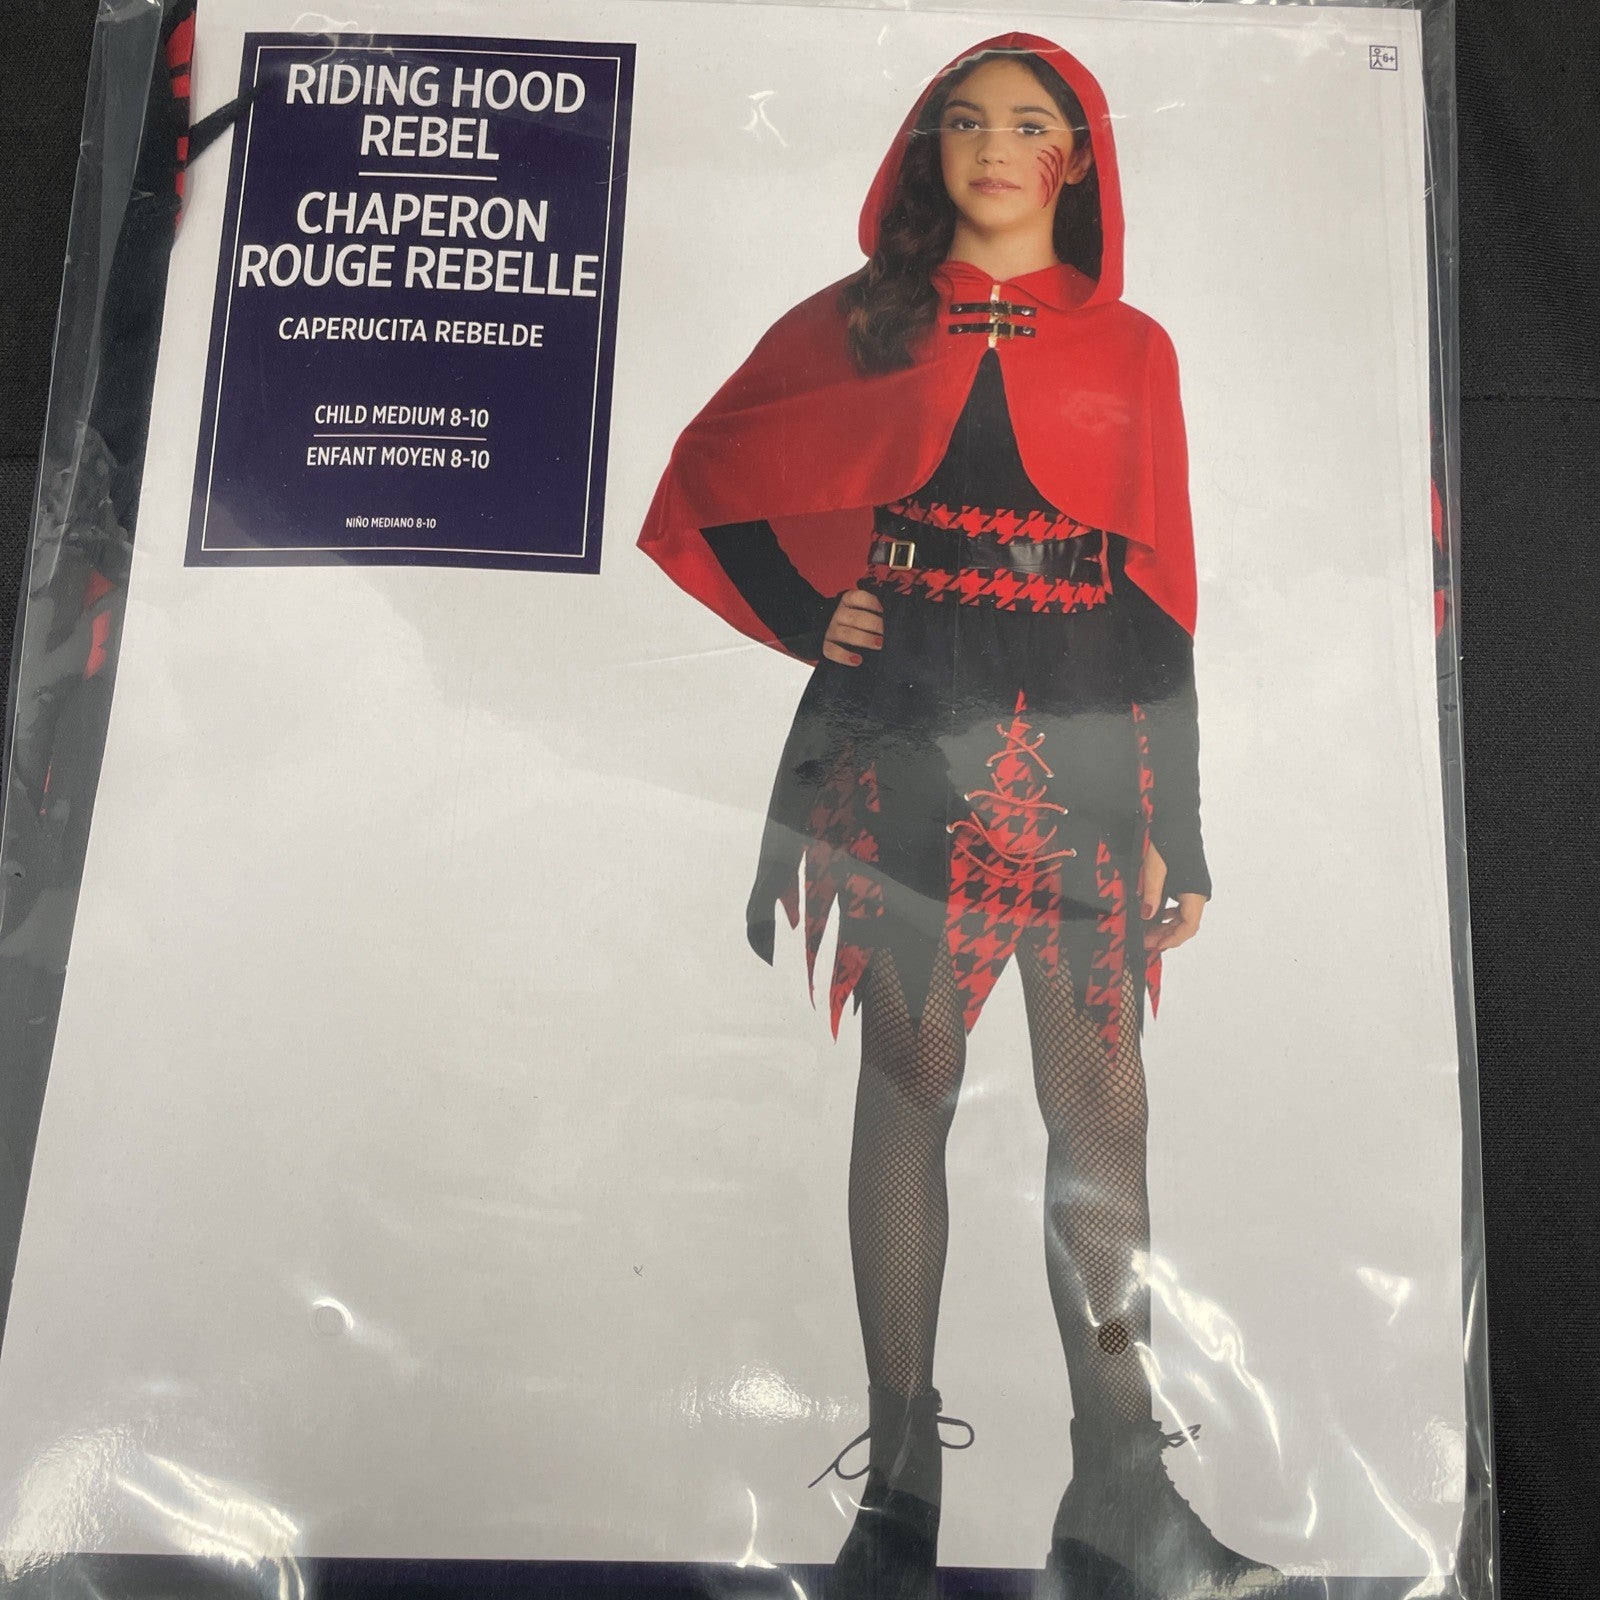 RIDING HOOD
REBEL
CHAPERON
ROUGE REBELLE
CAPERUCITA REBELDE
CHILD MEDIUM 8-10
ENFANT MOYEN 8-10
NIÑO MEDIANO 8-10
6+